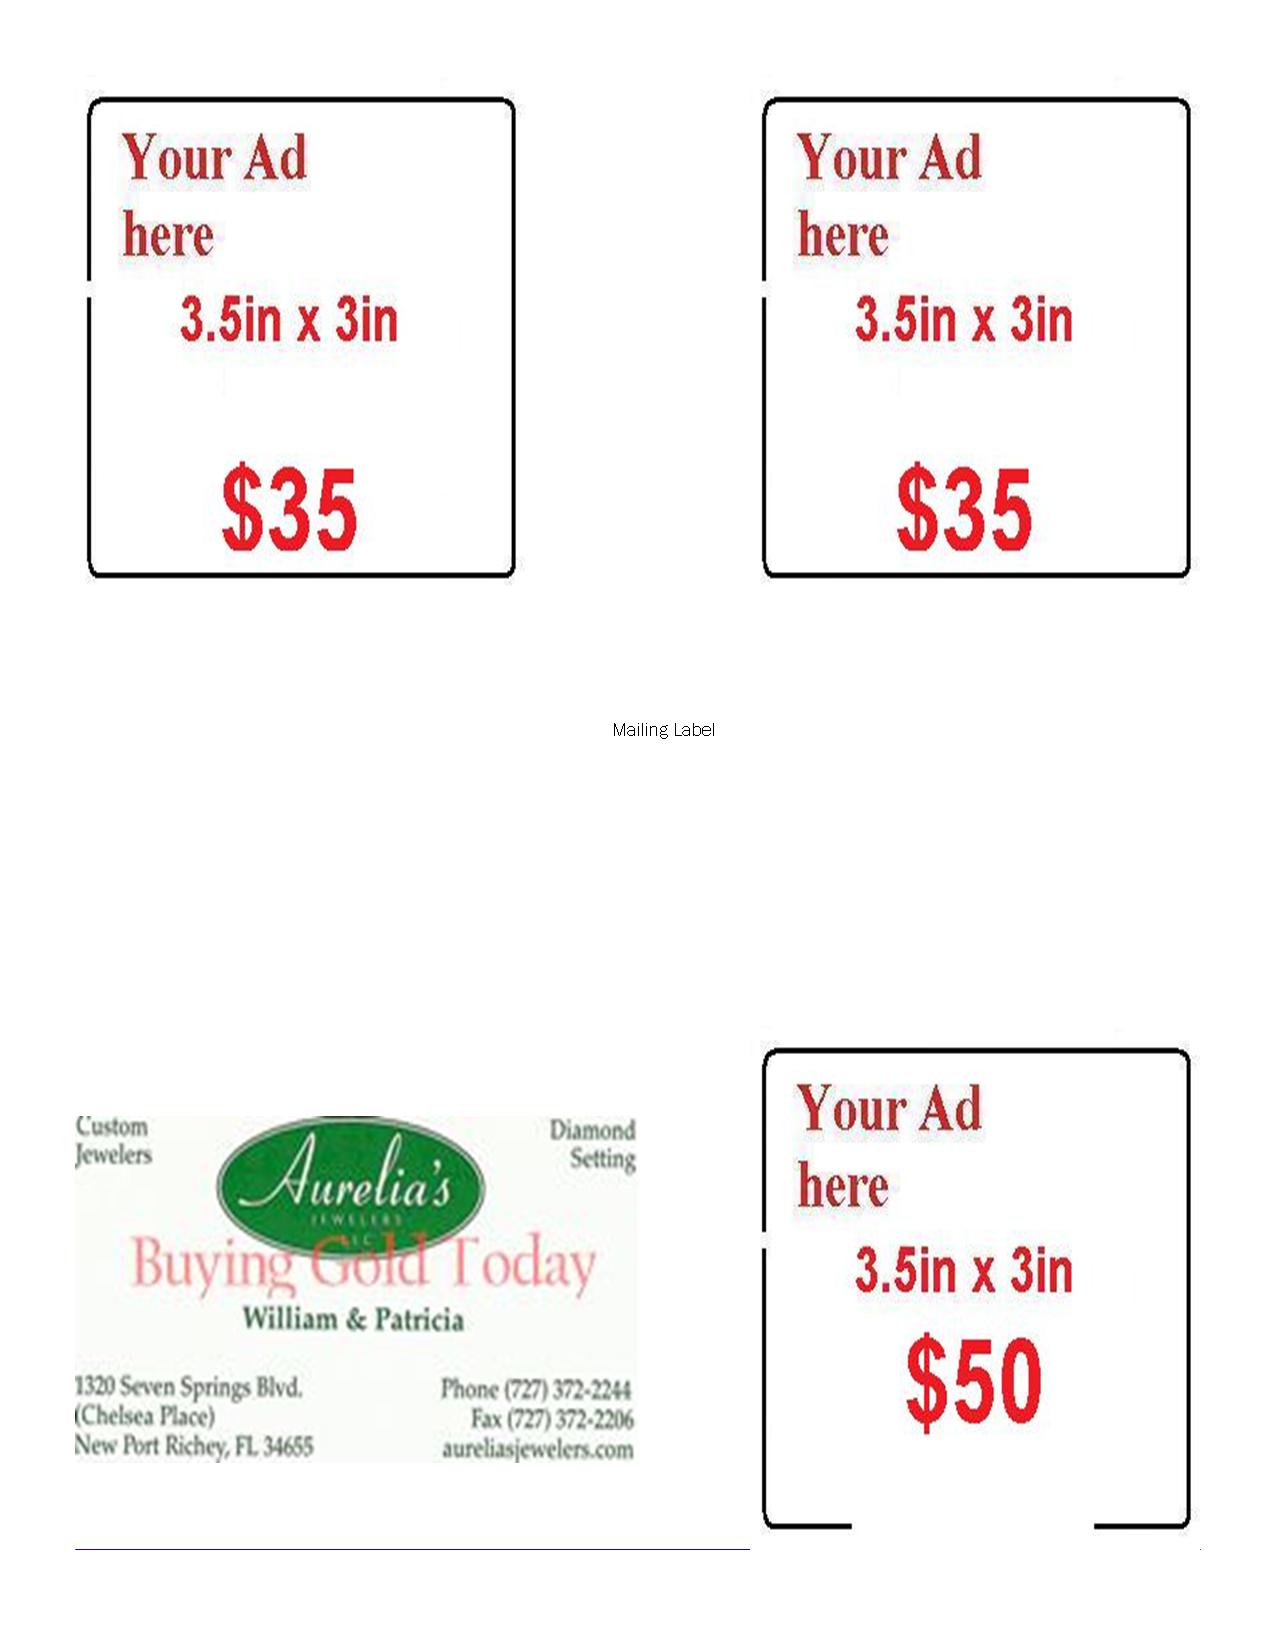 Your Ad
here
3.5in x 3in
$35
Your Ad
here
3.5in x 3in
$35
Mailing Label
Custom
Jewelers
Aurelia's
JEWELERS
LLC
Diamond
Setting
Buying Gold Today
William & Patricia
1320 Seven Springs Blvd.
(Chelsea Place)
New Port Richey, FL 34655
Phone (727) 372-2244
Fax (727) 372-2206
aureliasjewelers.com
Your Ad
here
3.5in x 3in
$50